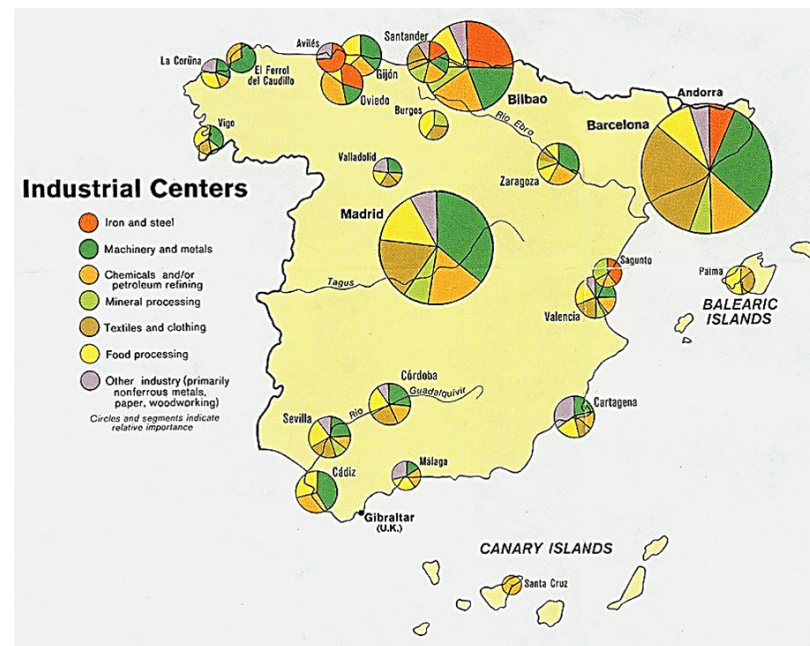 Industrial Centers
Iron and steel
Machinery and metals
Chemicals and/or
petroleum refining
Mineral processing
Textiles and clothing
Food processing
Other industry (primarily
nonferrous metals,
paper, woodworking)
Circles and segments indicate
relative importance
La Coruña
El Ferrol
del Caudillo
Avilés
Gijón
Oviedo
Santander
Bilbao
Vigo
Burgos
Río Ebro
Valladolid
Zaragoza
Andorra
Barcelona
Madrid
Tagus
Sagunto
Valencia
Palma
BALEARIC
ISLANDS
Córdoba
Río Guadalquivir
Sevilla
Cartagena
Cádiz
Málaga
Gibraltar
(U.K.)
CANARY ISLANDS
Santa Cruz